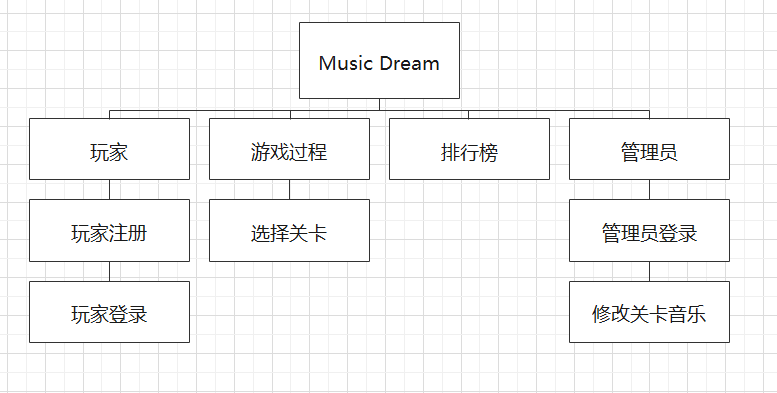 Music Dream
玩家
游戏过程
排行榜
管理员
玩家注册
选择关卡
管理员登录
玩家登录
修改关卡音乐